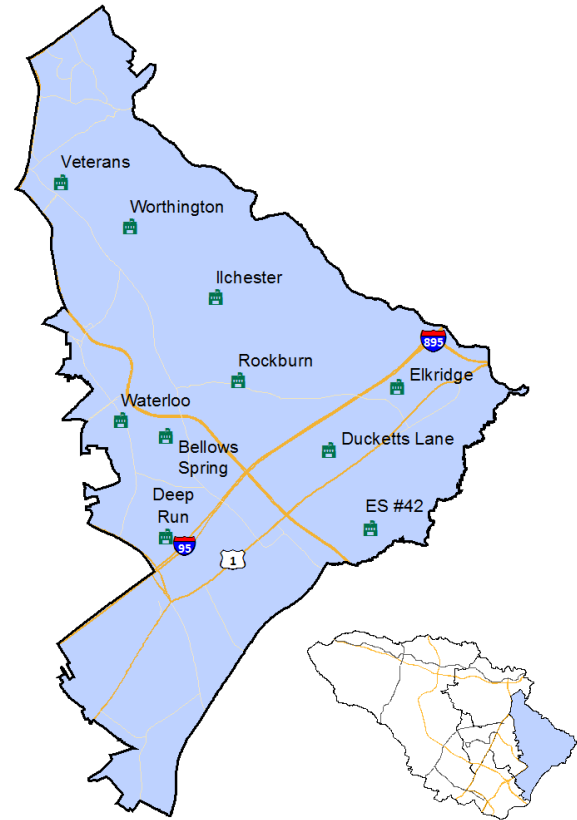 Veterans
Worthington
Ilchester
895
Rockburn
Elkridge
Waterloo
Bellows
Spring
Ducketts Lane
Deep
Run
ES #42
95
1